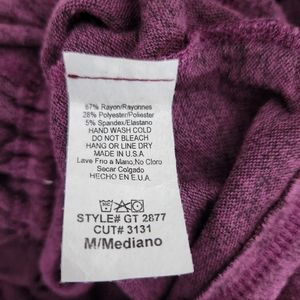 67% Rayon/Rayonnes
28% Polyester/Poliester
5% Spandex/Elastano
HAND WASH COLD
DO NOT BLEACH
HANG OR LINE DRY
MADE IN U.S.A
Lave Frio a Mano,No Cloro
Secar Colgado
HECHO EN E.U.A.
STYLE# GT 2877
CUT# 3131
M/Mediano